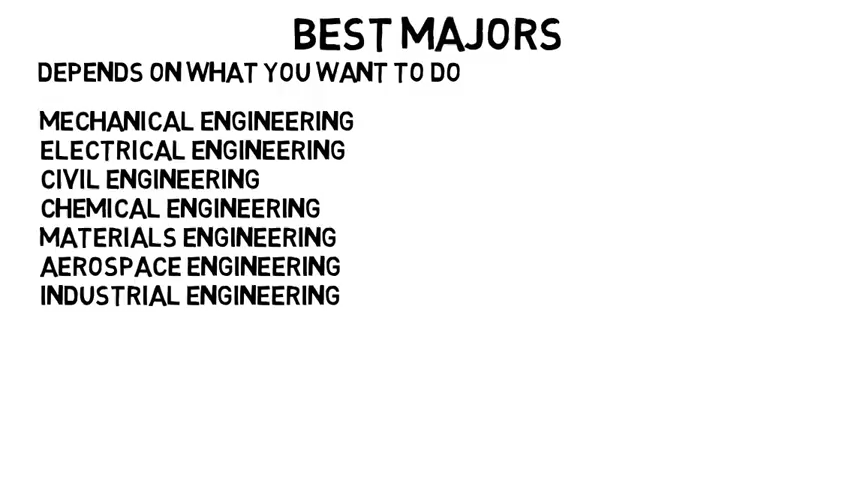 BEST MAJORS
DEPENDS ON WHAT YOU WANT TO DO
MECHANICAL ENGINEERING
ELECTRICAL ENGINEERING
CIVIL ENGINEERING
CHEMICAL ENGINEERING
MATERIALS ENGINEERING
AEROSPACE ENGINEERING
INDUSTRIAL ENGINEERING